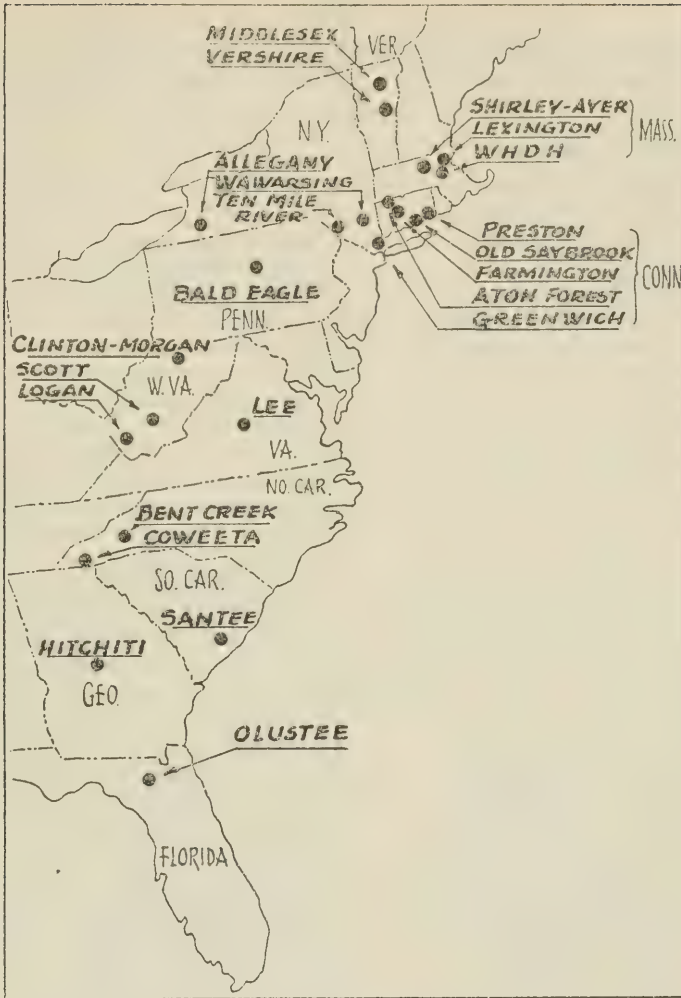 MIDDLESEX
VERSHIRE
VER.
N.Y.
SHIRLEY-AYER
LEXINGTON
WHDH
MASS.
ALLEGANY
WAWARSING
TEN MILE
RIVER
PRESTON
OLD SAYBROOK
FARMINGTON
ATON FOREST
GREENWICH
CONN.
BALD EAGLE
PENN.
CLINTON-MORGAN
SCOTT
LOGAN
W. VA.
LEE
VA.
NO. CAR.
BENT CREEK
COWEETA
SO. CAR.
SANTEE
HITCHITI
GEO.
OLUSTEE
FLORIDA